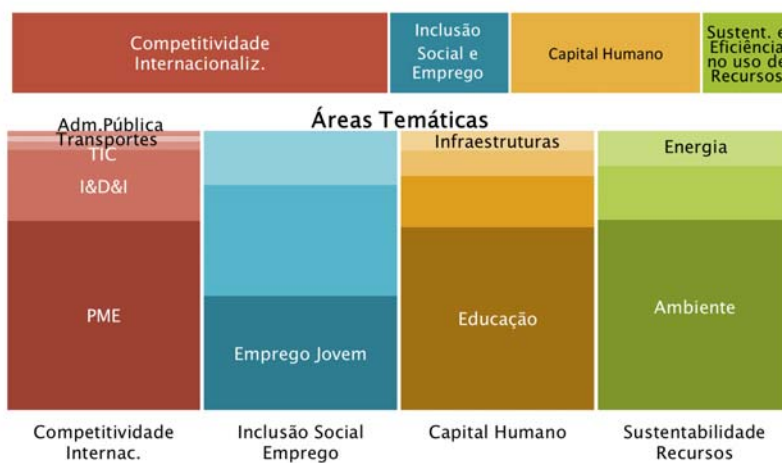 Competitividade
Internacionaliz.
Inclusão
Social e
Emprego
Capital Humano
Sustent. e
Eficiência
no uso de
Recursos
Áreas Temáticas
Adm.Pública
Transportes
TIC
I&D&I
PME
Emprego Jovem
Infraestruturas
Educação
Energia
Ambiente
Competitividade
Internac.
Inclusão Social
Emprego
Capital Humano
Sustentabilidade
Recursos